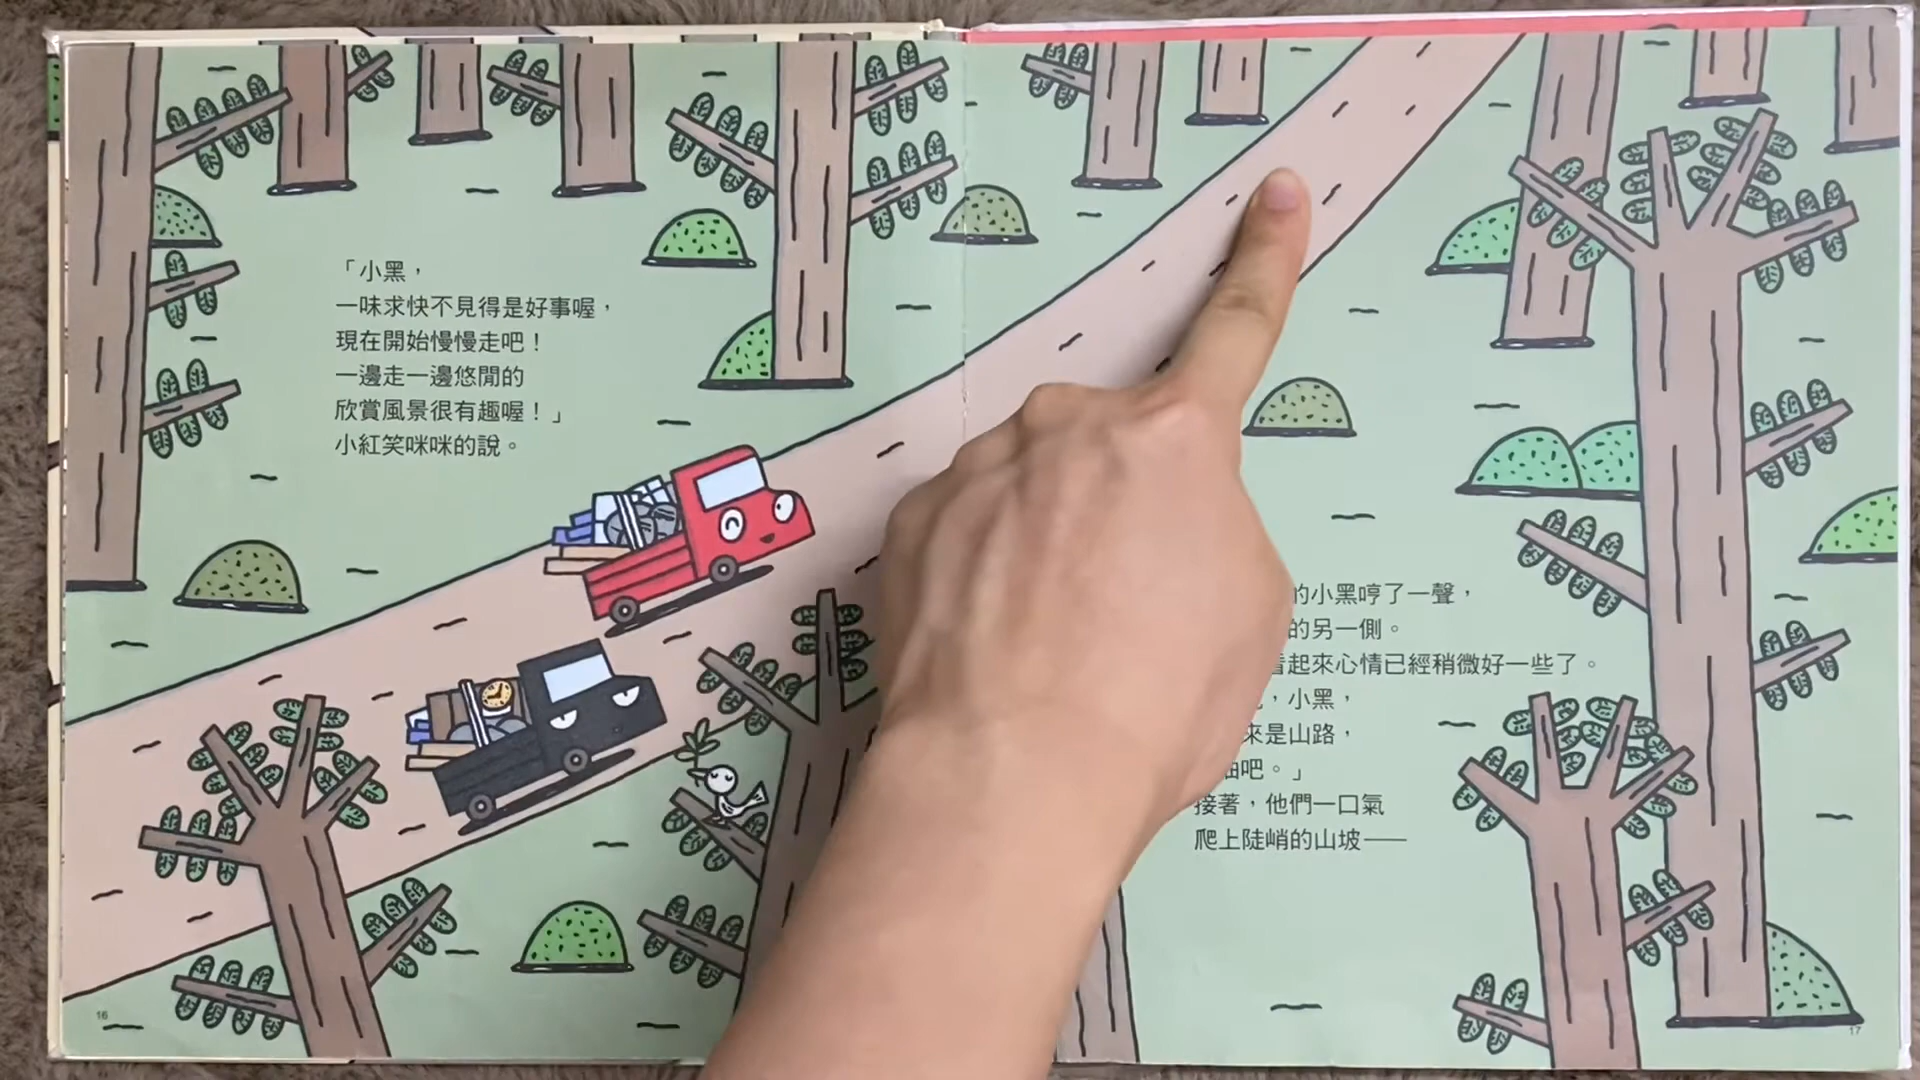 「小黑，
一味求快不見得是好事喔，
現在開始慢慢走吧！
一邊走一邊悠閒的
欣賞風景很有趣喔！」
小紅笑咪咪的說。
的小黑哼了一聲，
的另一側。
看起來心情已經稍微好一些了。
，小黑，
來是山路，
油吧。」
接著，他們一口氣
爬上陡峭的山坡——
16
17